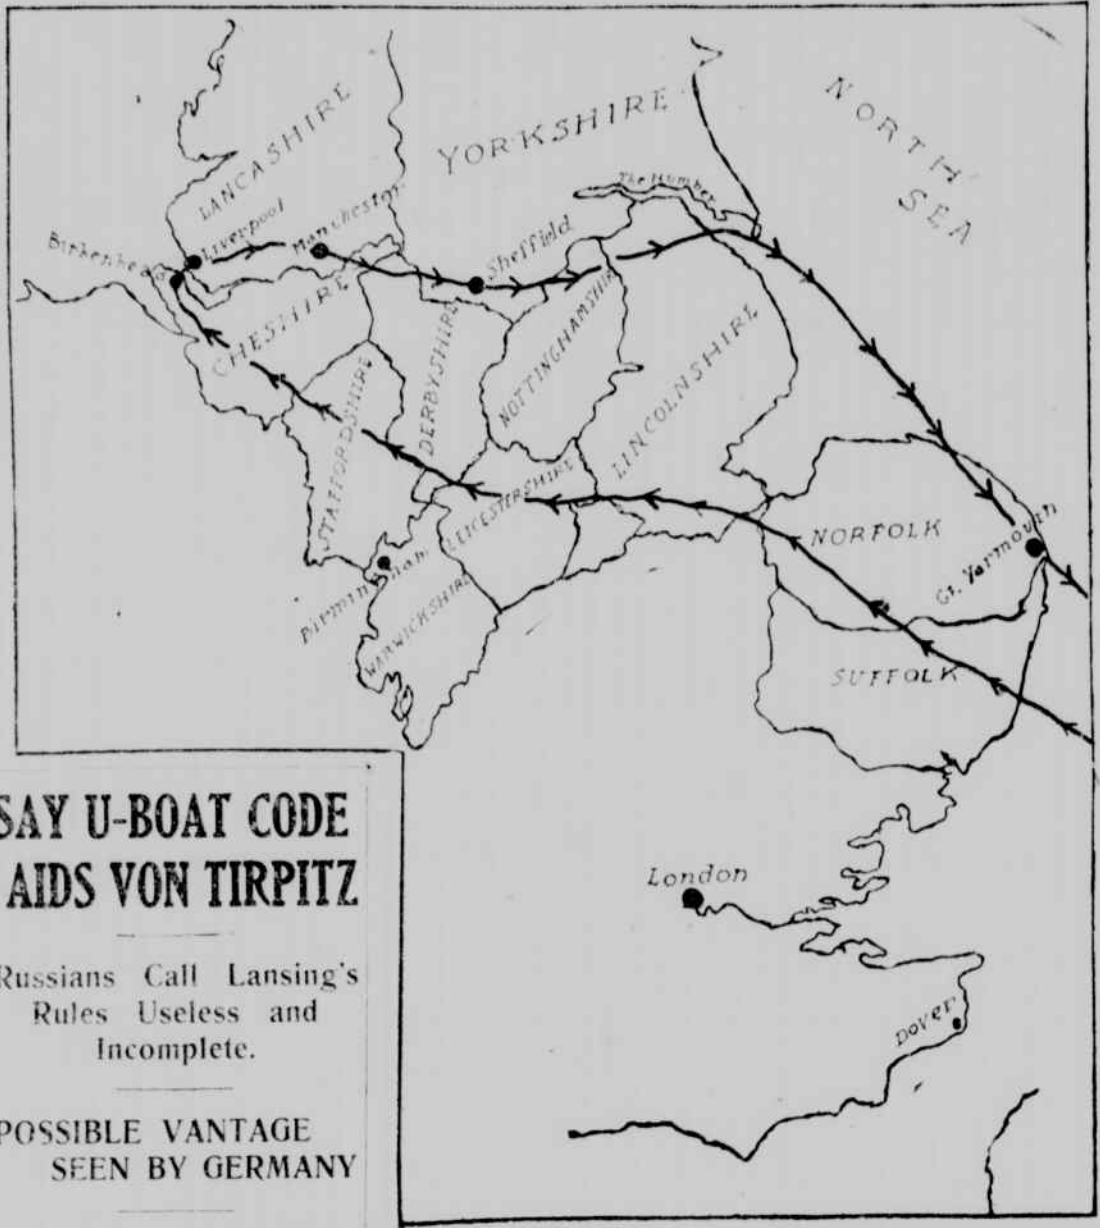 NORTH
SEA
YORKSHIRE
LANCASHIRE
The Humber
Liverpool
Manchester
Birkenhead
Sheffield
CHESHIRE
DERBYSHIRE
NOTTINGHAMSHIRE
LINCOLNSHIRE
STAFFORDSHIRE
LEICESTERSHIRE
NORFOLK
Gt. Yarmouth
Birmingham
WARWICKSHIRE
SUFFOLK
London
Dover
SAY U-BOAT CODE
AIDS VON TIRPITZ
Russians Call Lansing's
Rules Useless and
Incomplete.
POSSIBLE VANTAGE
SEEN BY GERMANY